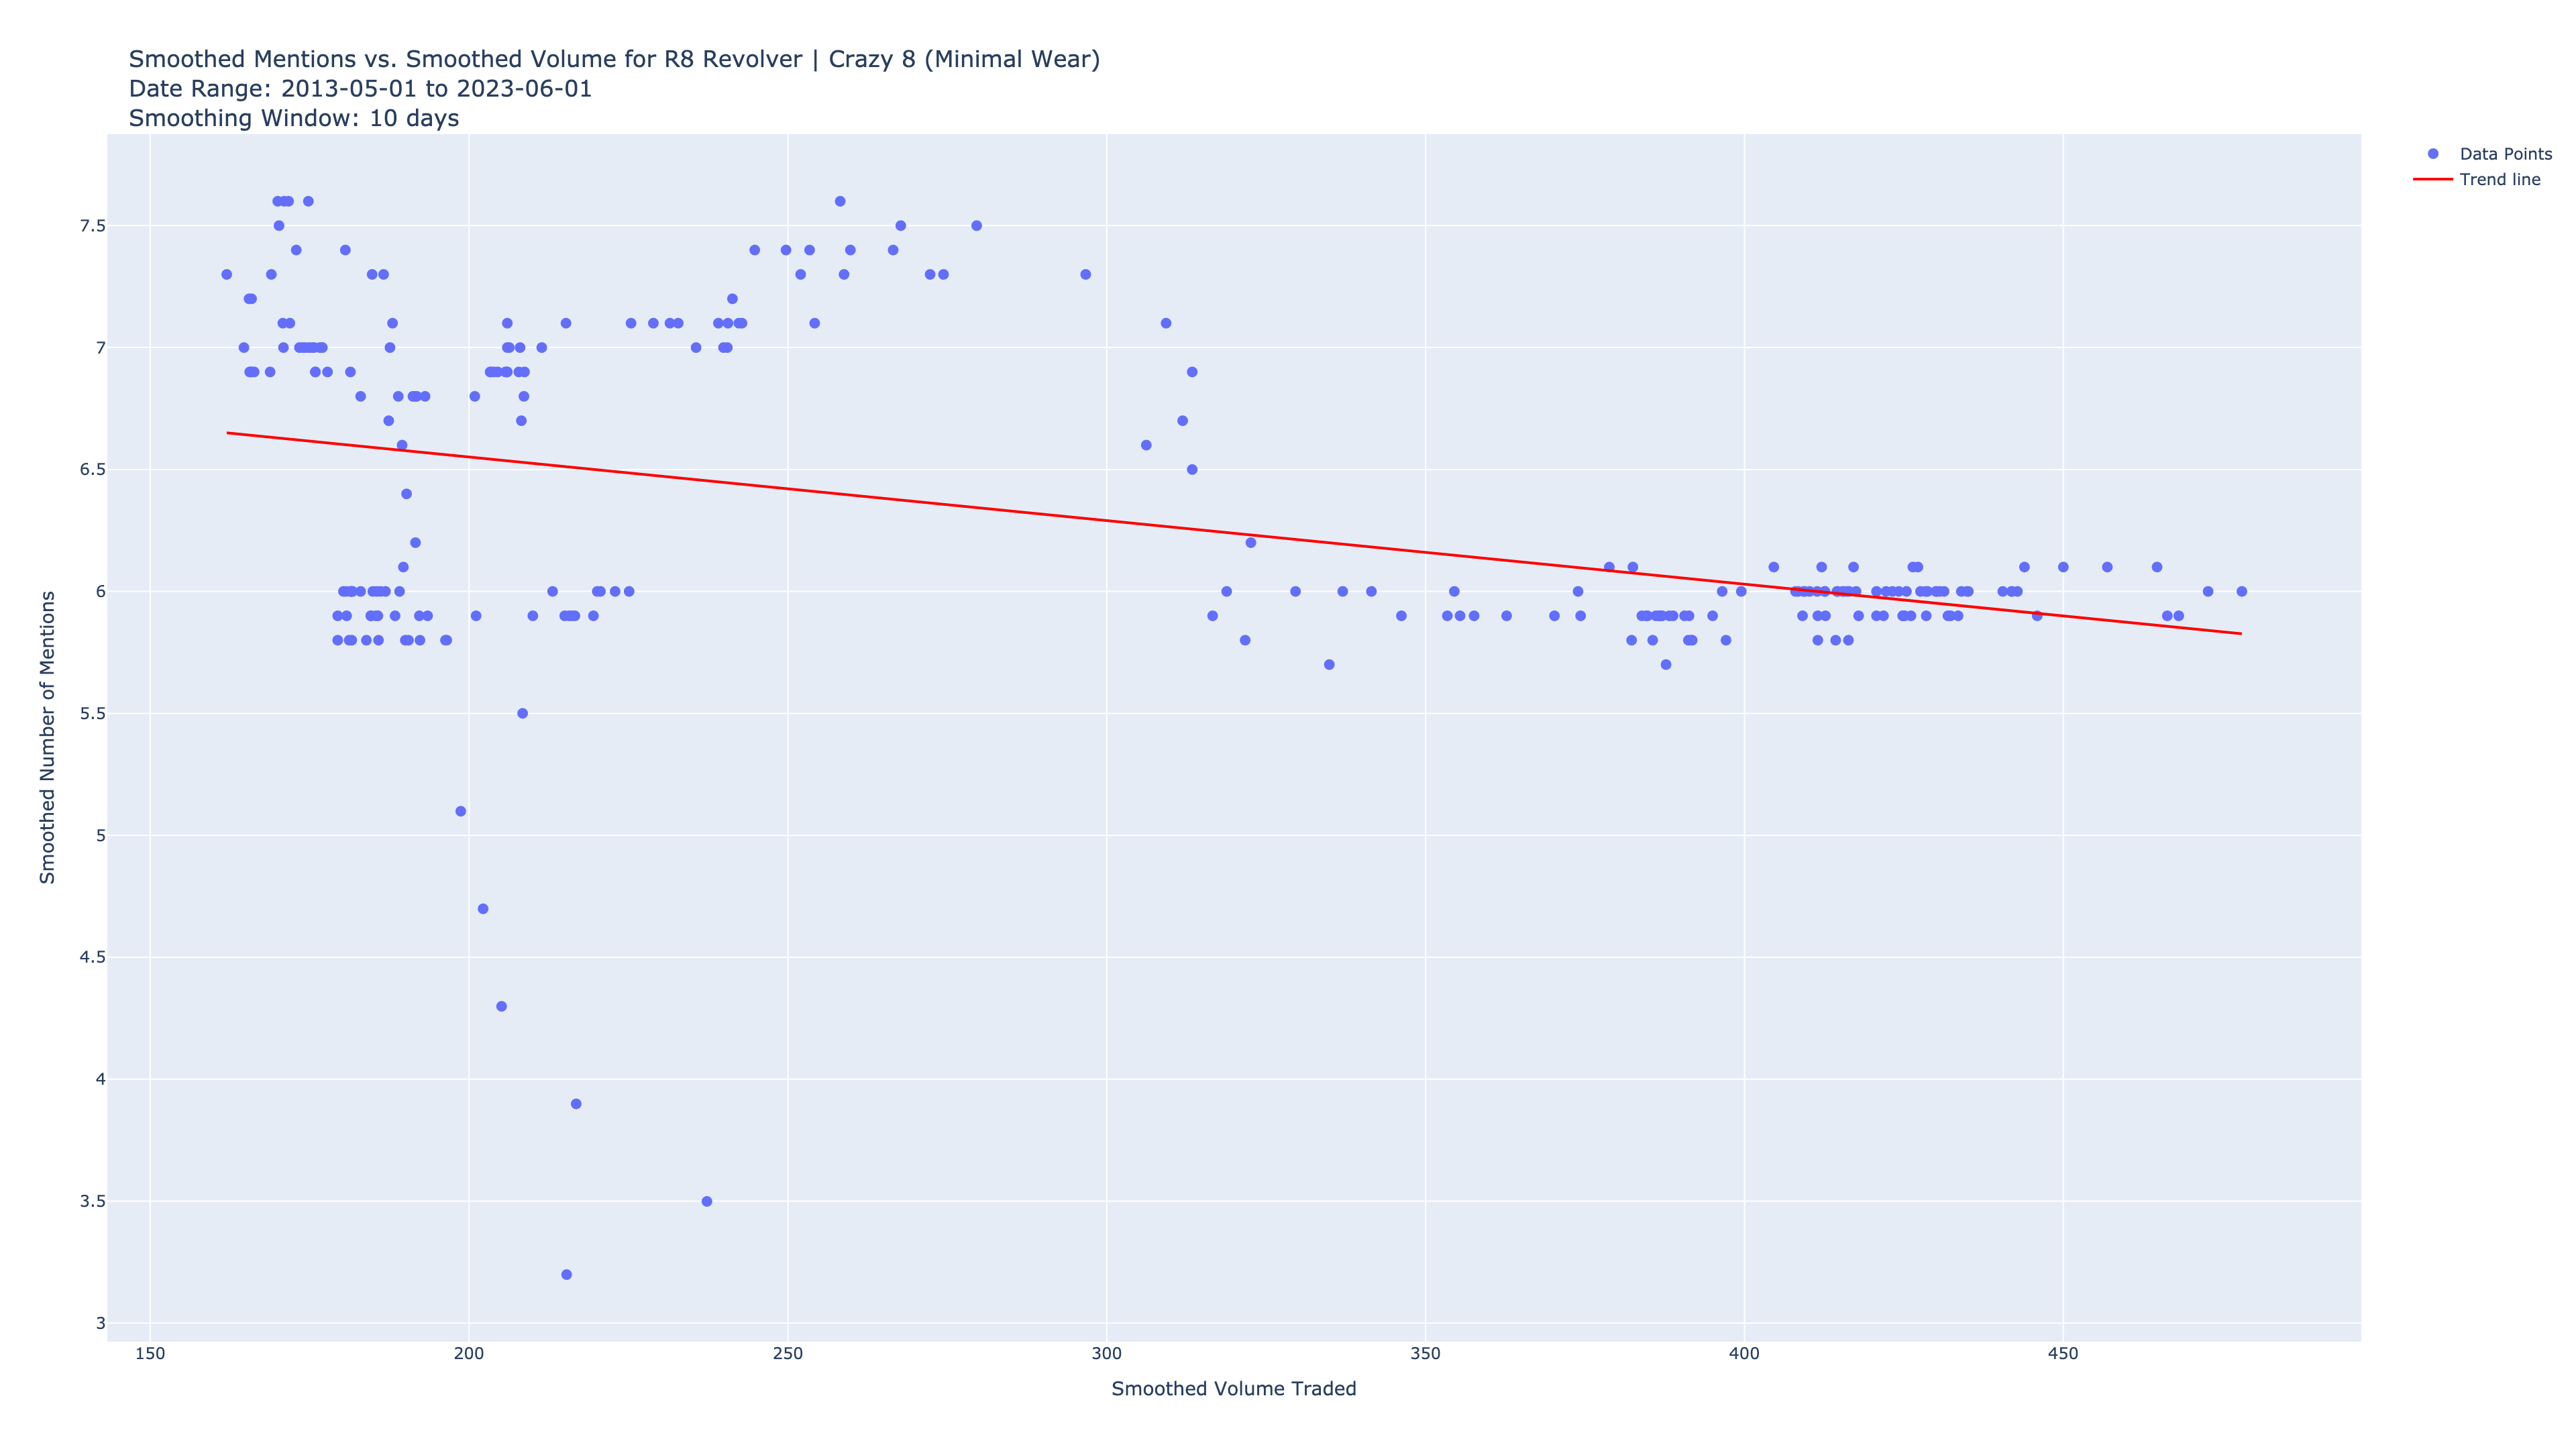 Smoothed Mentions vs. Smoothed Volume for R8 Revolver | Crazy 8 (Minimal Wear)
Date Range: 2013-05-01 to 2023-06-01
Smoothing Window: 10 days
Data Points
Trend line
7.5
7
6.5
6
5.5
5
4.5
4
3.5
3
Smoothed Number of Mentions
150 200 250 300 350 400 450
Smoothed Volume Traded